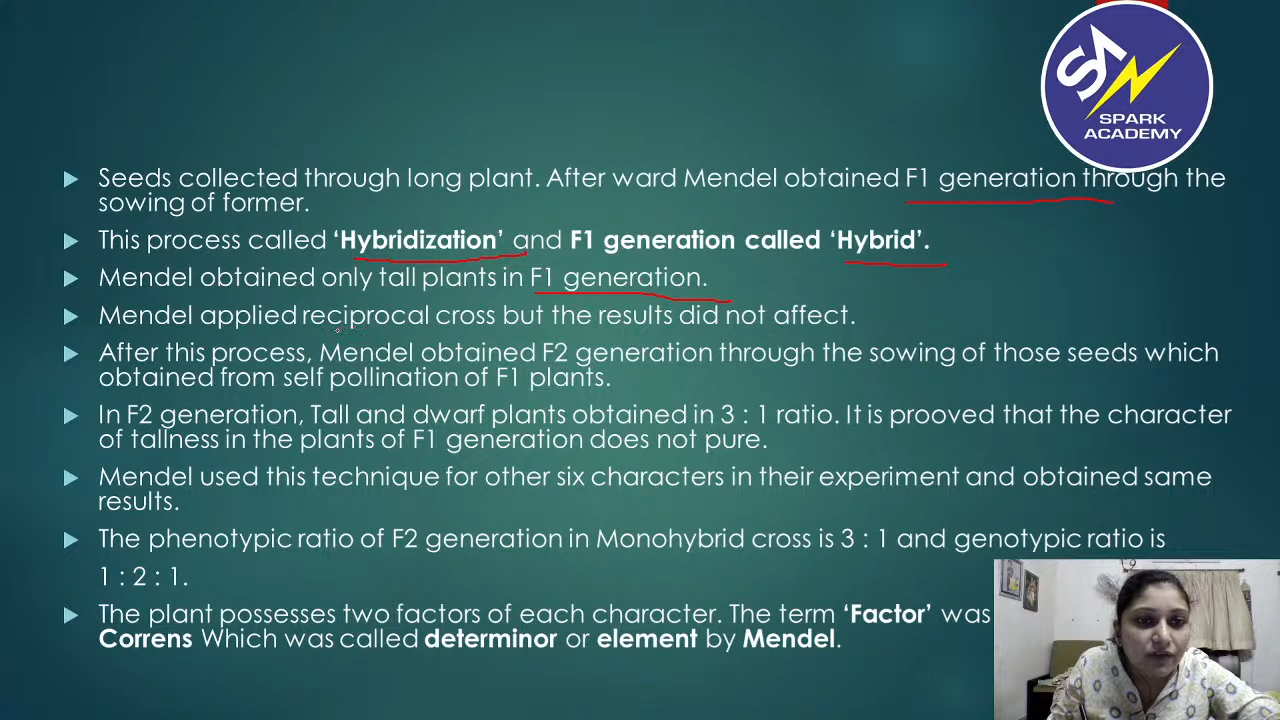 SPARK
ACADEMY
Seeds collected through long plant. After ward Mendel obtained F1 generation through the
sowing of former.
This process called ‘Hybridization’ and F1 generation called ‘Hybrid’.
Mendel obtained only tall plants in F1 generation.
Mendel applied reciprocal cross but the results did not affect.
After this process, Mendel obtained F2 generation through the sowing of those seeds which
obtained from self pollination of F1 plants.
In F2 generation, Tall and dwarf plants obtained in 3 : 1 ratio. It is prooved that the character
of tallness in the plants of F1 generation does not pure.
Mendel used this technique for other six characters in their experiment and obtained same
results.
The phenotypic ratio of F2 generation in Monohybrid cross is 3 : 1 and genotypic ratio is
1 : 2 : 1.
The plant possesses two factors of each character. The term ‘Factor’ was
Correns Which was called determinor or element by Mendel.